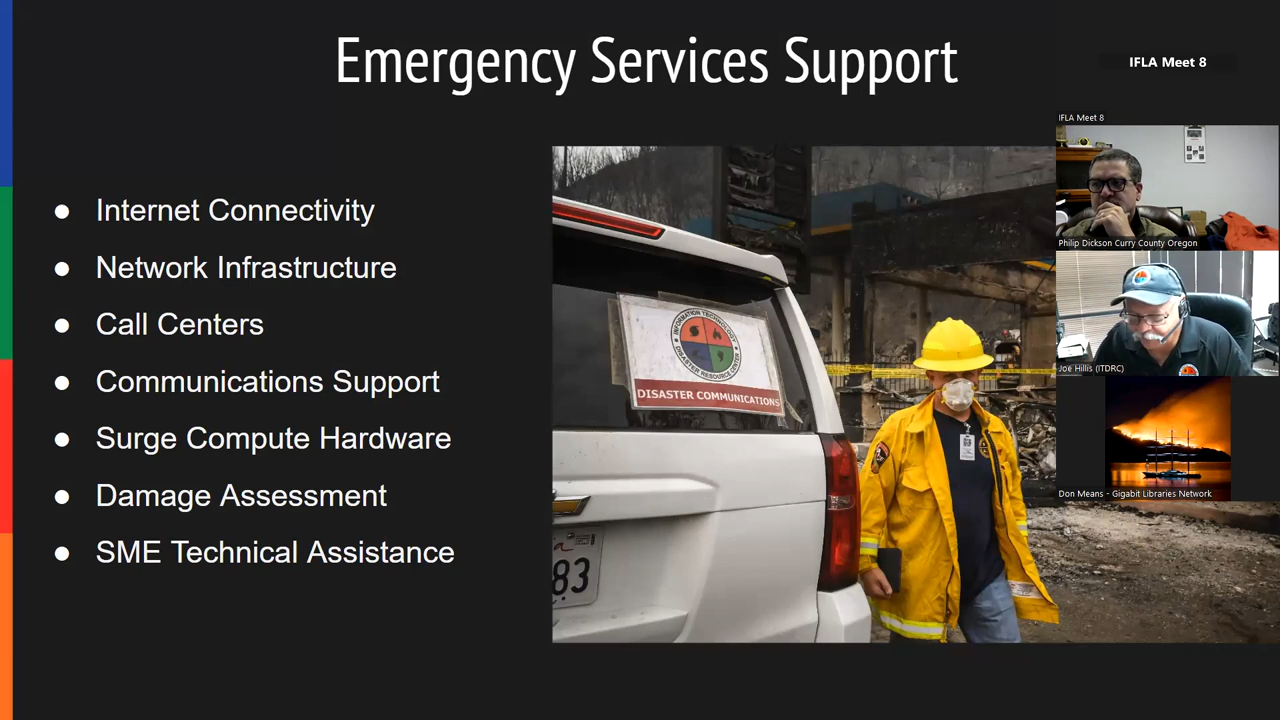 Emergency Services Support
IFLA Meet 8
IFLA Meet 8
● Internet Connectivity
● Network Infrastructure
● Call Centers
● Communications Support
● Surge Compute Hardware
● Damage Assessment
● SME Technical Assistance
INFORMATION TECHNOLOGY
DISASTER RESOURCE CENTER
DISASTER COMMUNICATIONS
83
Philip Dickson Curry County Oregon
Joe Hillis (ITDRC)
Don Means - Gigabit Libraries Network